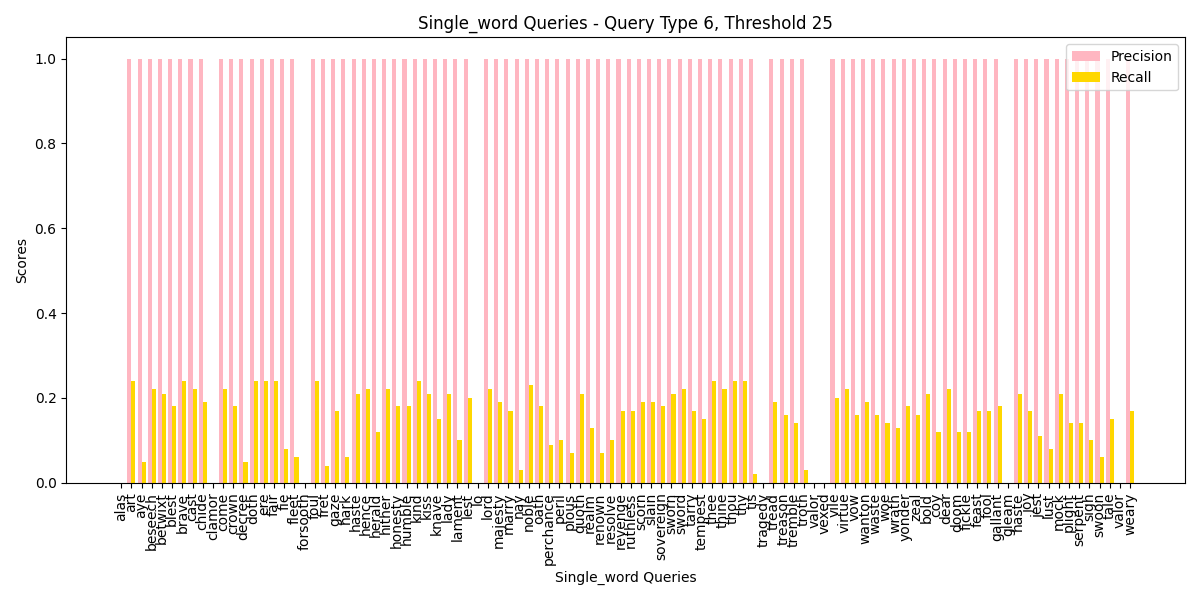 Single_word Queries - Query Type 6, Threshold 25
Precision
Recall
1.0
0.8
0.6
0.4
0.2
0.0
Scores
alas
art
aye
beseech
betwixt
blest
brave
cast
chide
clamor
come
crown
decree
doth
ere
fair
fie
fleet
forsooth
foul
fret
gaze
hark
haste
hence
herald
hither
honesty
humble
kind
kiss
knave
lady
lament
lest
lo
lord
majesty
marry
nay
noble
oath
perchance
peril
pious
quoth
realm
renown
resolve
revenge
ruthless
scorn
slain
sovereign
sworn
sword
tarry
tempest
thee
thine
thou
thy
tis
tragedy
tread
treason
tremble
troth
valor
vexed
vile
virtue
vow
wanton
waste
woe
wrath
yonder
zeal
bold
coy
dear
doom
fickle
feast
fool
gallant
gleam
haste
joy
jest
lust
mock
plight
serpent
sigh
swoon
tale
weary
Single_word Queries